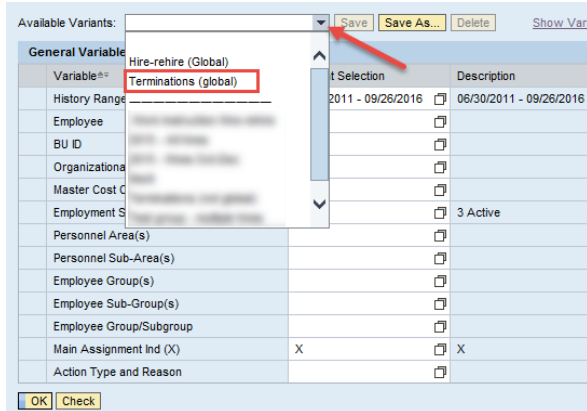 Available Variants: Save Save As... Delete Show Var
General Variable
Hire-rehire (Global)
Variable t Selection Description
Terminations (global)
History Range 2011 - 09/26/2016 06/30/2011 - 09/26/2016
Employee
BU ID
Organizationa
Master Cost C
Employment S 3 Active
Personnel Area(s)
Personnel Sub-Area(s)
Employee Group(s)
Employee Sub-Group(s)
Employee Group/Subgroup
Main Assignment Ind (X) X X
Action Type and Reason
OK Check